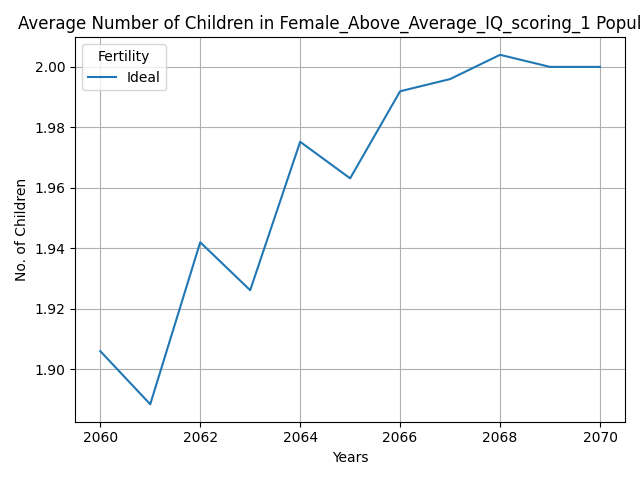 Average Number of Children in Female_Above_Average_IQ_scoring_1 Popul
Fertility
Ideal
2.00
1.98
1.96
1.94
1.92
1.90
No. of Children
2060 2062 2064 2066 2068 2070
Years